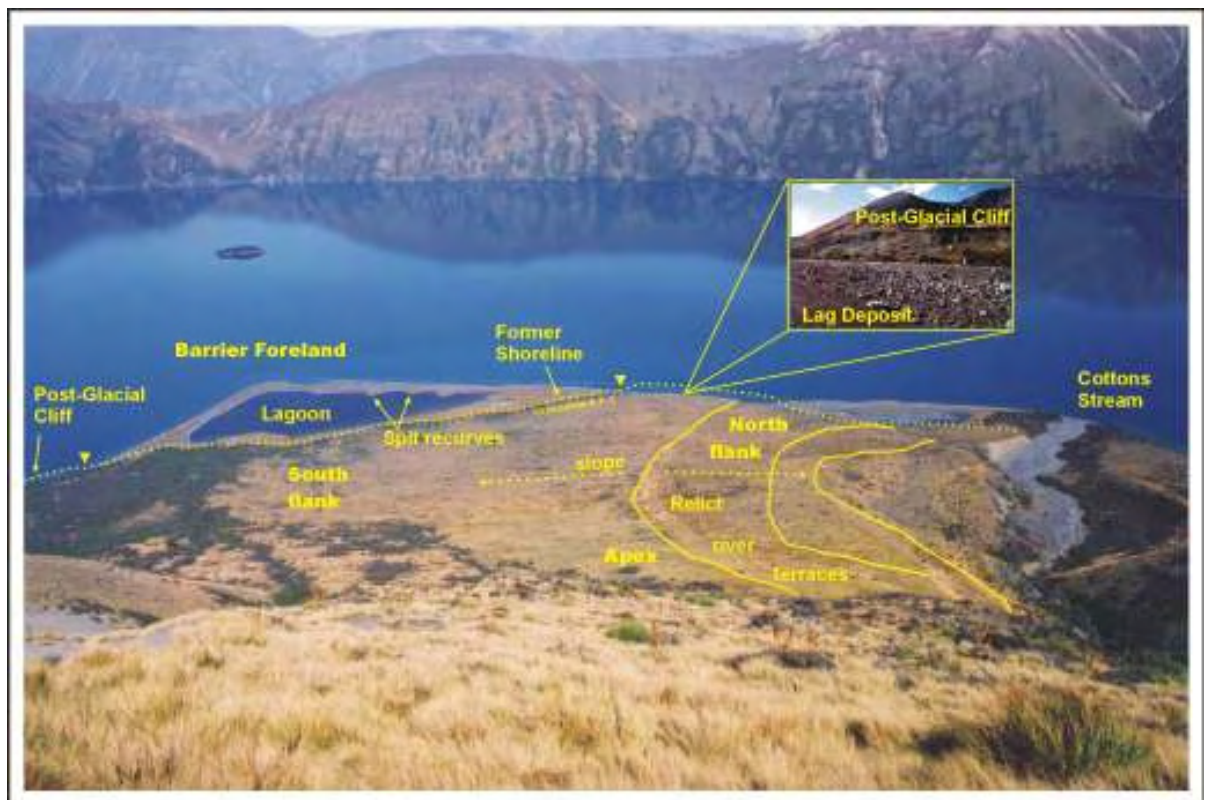 Post-Glacial Cliff
Lag Deposit.
Former
Shoreline
Barrier Foreland
Cottons
Stream
Post-Glacial
Cliff
Lagoon
Spit recurves
North
flank
South
flank
slope
Relict
river
terraces
Apex